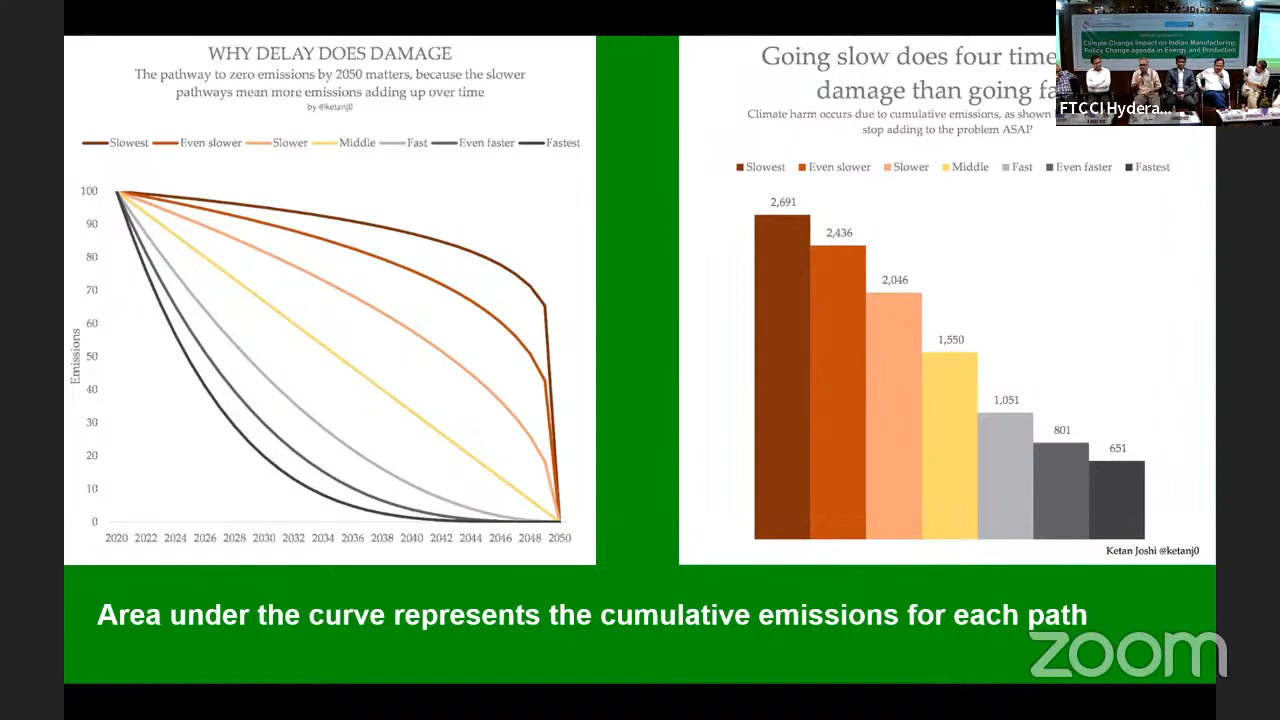 WHY DELAY DOES DAMAGE
The pathway to zero emissions by 2050 matters, because the slower
pathways mean more emissions adding up over time
by @ketanj0
Slowest Even slower Slower Middle Fast Even faster Fastest
100
90
80
70
60
50
40
30
20
10
0
Emissions
2020 2022 2024 2026 2028 2030 2032 2034 2036 2038 2040 2042 2044 2046 2048 2050
Going slow does four time
damage than going fa
Climate harm occurs due to cumulative emissions, as shown
stop adding to the problem ASAP
Slowest Even slower Slower Middle Fast Even faster Fastest
2,691
2,436
2,046
1,550
1,051
801
651
Ketan Joshi @ketanj0
Climate Change Impact on Indian Manufacturing:
Policy Change agenda in Energy and Production
FTCCI Hydera...
Area under the curve represents the cumulative emissions for each path
zoom